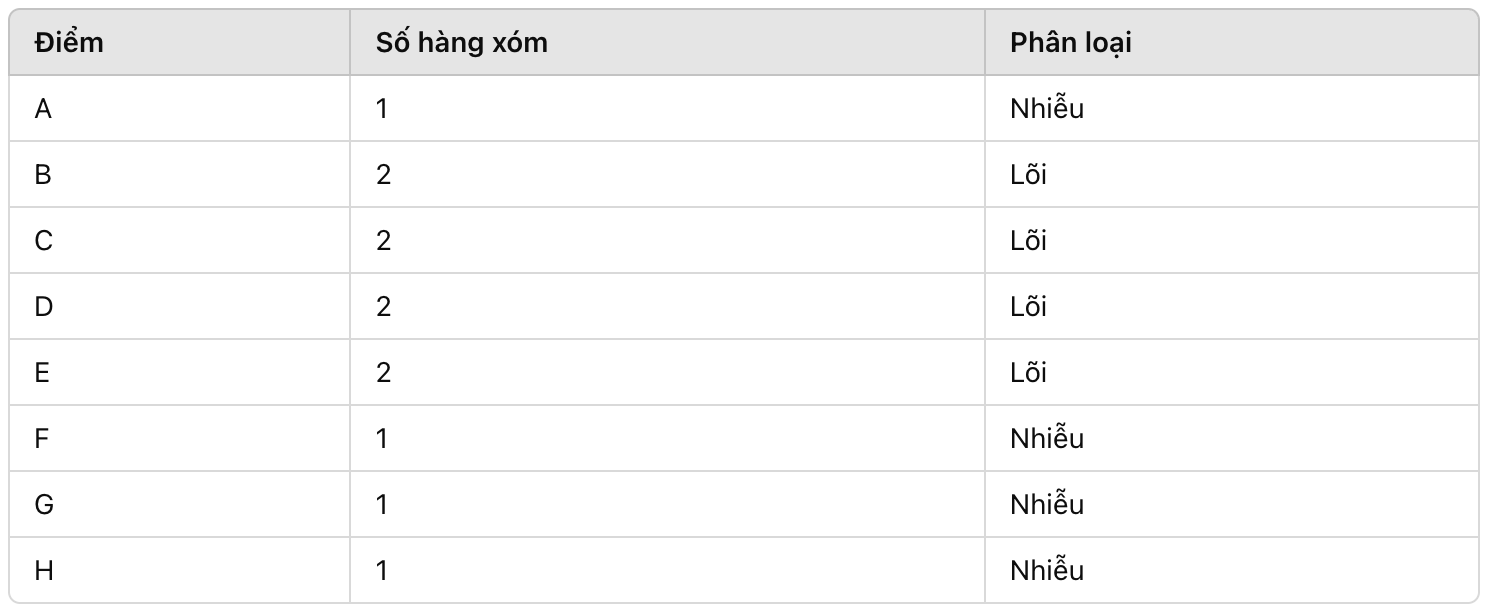 Điểm Số hàng xóm Phân loại
A 1 Nhiễu
B 2 Lõi
C 2 Lõi
D 2 Lõi
E 2 Lõi
F 1 Nhiễu
G 1 Nhiễu
H 1 Nhiễu